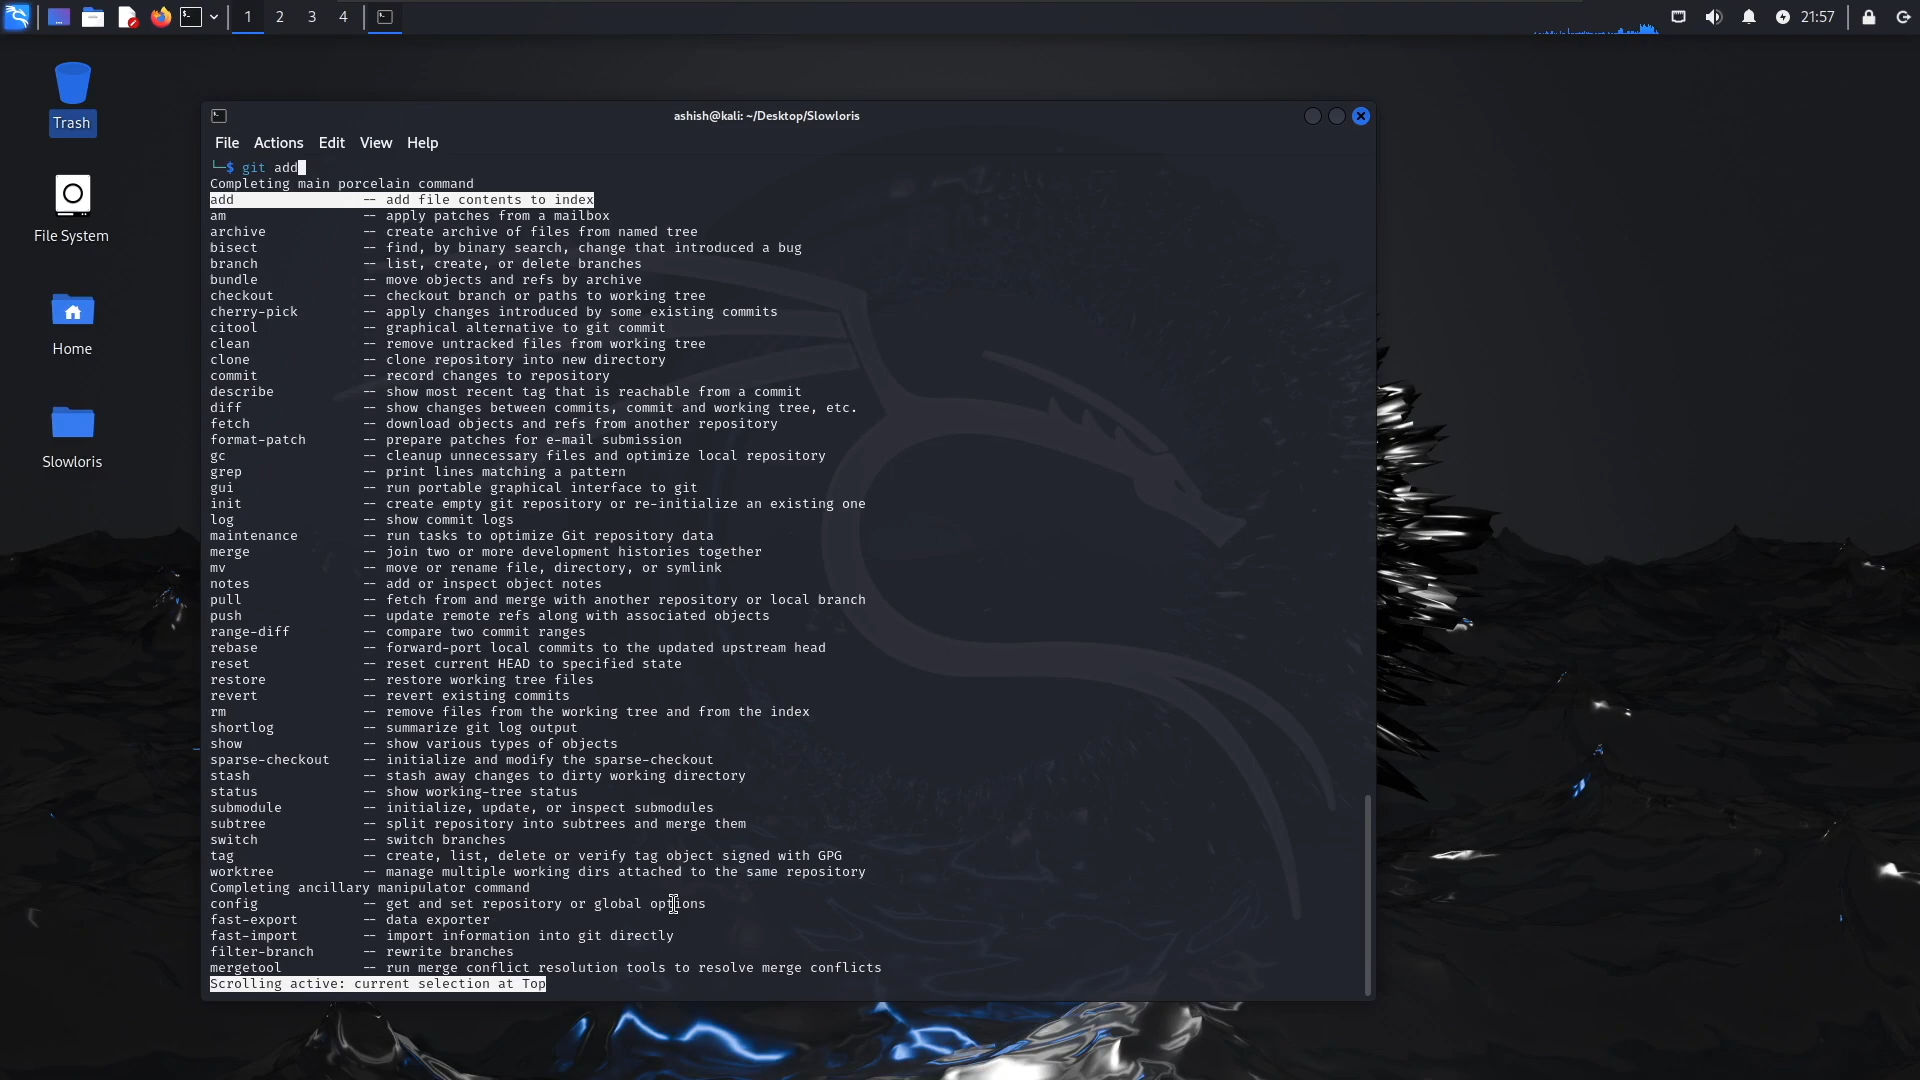 1 2 3 4
21:57
Trash
File System
Home
Slowloris
ashish@kali: ~/Desktop/Slowloris
File Actions Edit View Help
└─$ git add
Completing main porcelain command
add -- add file contents to index
am -- apply patches from a mailbox
archive -- create archive of files from named tree
bisect -- find, by binary search, change that introduced a bug
branch -- list, create, or delete branches
bundle -- move objects and refs by archive
checkout -- checkout branch or paths to working tree
cherry-pick -- apply changes introduced by some existing commits
citool -- graphical alternative to git commit
clean -- remove untracked files from working tree
clone -- clone repository into new directory
commit -- record changes to repository
describe -- show most recent tag that is reachable from a commit
diff -- show changes between commits, commit and working tree, etc.
fetch -- download objects and refs from another repository
format-patch -- prepare patches for e-mail submission
gc -- cleanup unnecessary files and optimize local repository
grep -- print lines matching a pattern
gui -- run portable graphical interface to git
init -- create empty git repository or re-initialize an existing one
log -- show commit logs
maintenance -- run tasks to optimize Git repository data
merge -- join two or more development histories together
mv -- move or rename file, directory, or symlink
notes -- add or inspect object notes
pull -- fetch from and merge with another repository or local branch
push -- update remote refs along with associated objects
range-diff -- compare two commit ranges
rebase -- forward-port local commits to the updated upstream head
reset -- reset current HEAD to specified state
restore -- restore working tree files
revert -- revert existing commits
rm -- remove files from the working tree and from the index
shortlog -- summarize git log output
show -- show various types of objects
sparse-checkout -- initialize and modify the sparse-checkout
stash -- stash away changes to dirty working directory
status -- show working-tree status
submodule -- initialize, update, or inspect submodules
subtree -- split repository into subtrees and merge them
switch -- switch branches
tag -- create, list, delete or verify tag object signed with GPG
worktree -- manage multiple working dirs attached to the same repository
Completing ancillary manipulator command
config -- get and set repository or global options
fast-export -- data exporter
fast-import -- import information into git directly
filter-branch -- rewrite branches
mergetool -- run merge conflict resolution tools to resolve merge conflicts
Scrolling active: current selection at Top